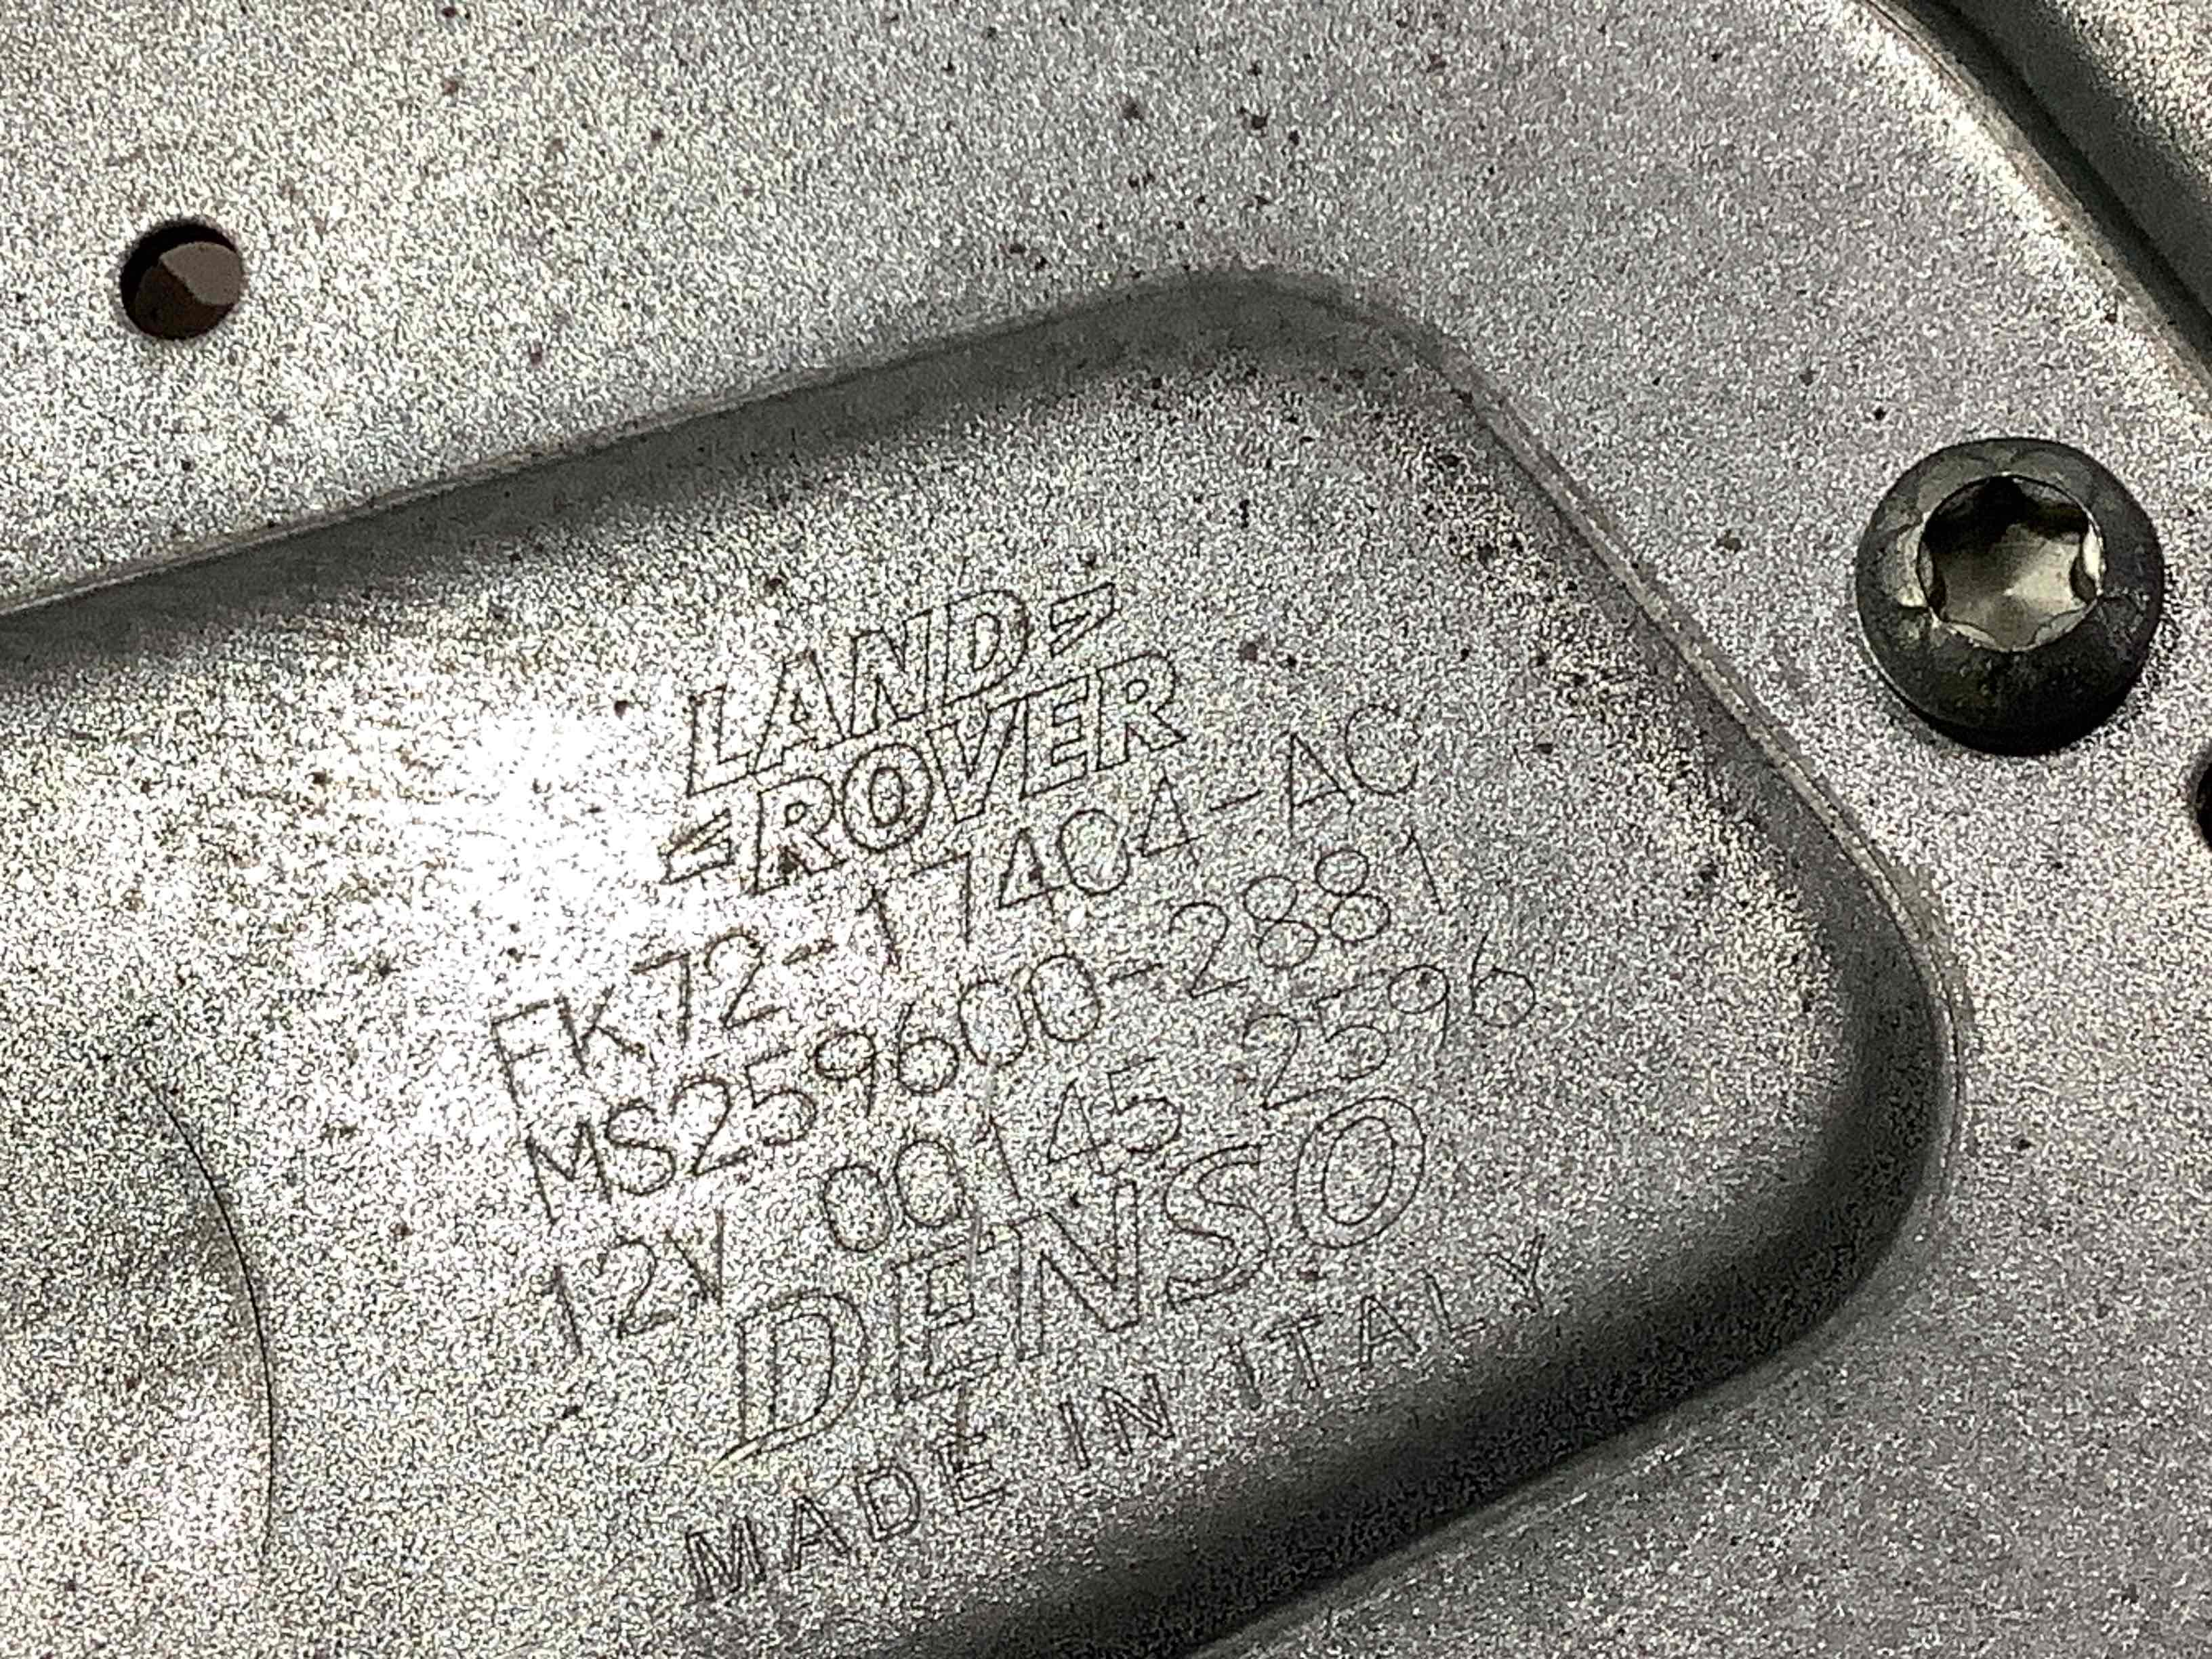 LAND
ROVER
FK72-17404-AC
MS259600-2881
12V 00145 2596
DENSO
MADE IN ITALY